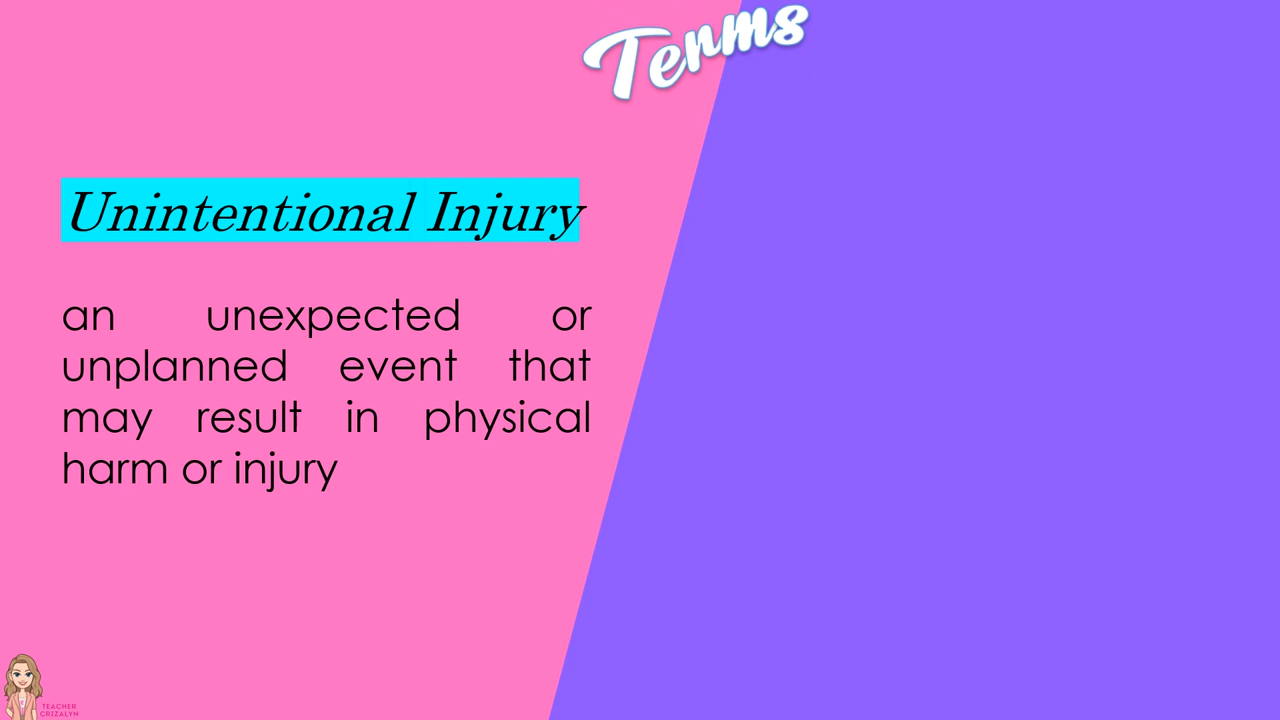 Terms
Unintentional Injury
an unexpected or
unplanned event that
may result in physical
harm or injury
TEACHER
CRIZALYN